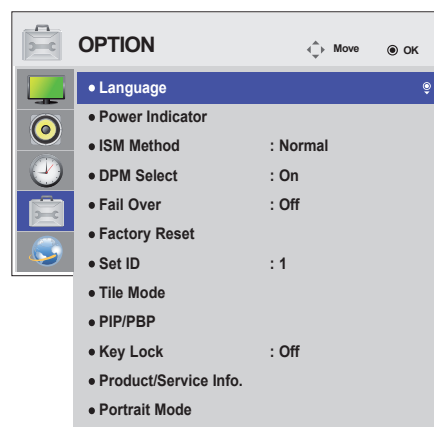 OPTION Move OK
• Language
• Power Indicator
• ISM Method : Normal
• DPM Select : On
• Fail Over : Off
• Factory Reset
• Set ID : 1
• Tile Mode
• PIP/PBP
• Key Lock : Off
• Product/Service Info.
• Portrait Mode